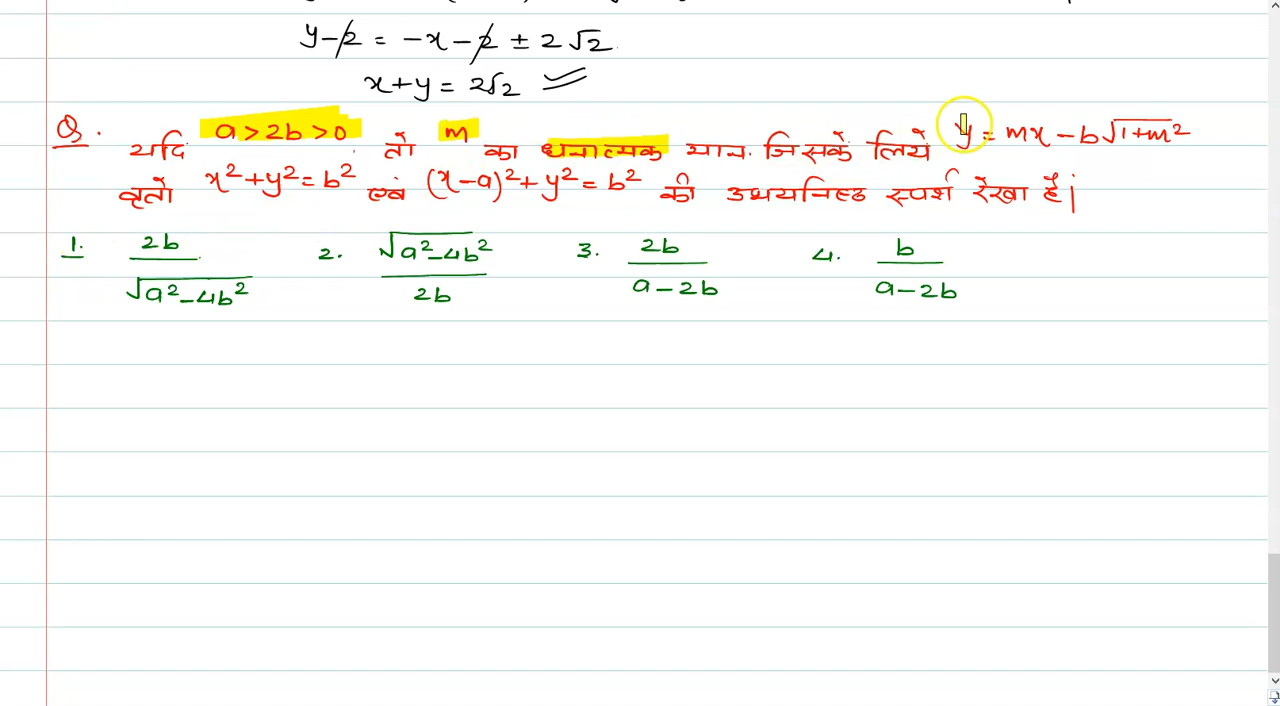 y-2 = -x-2 ± 2√2
x+y = 2√2
Q. यदि a>2b>0 तो m का धनात्मक मान जिसके लिये y = mx - b√1+m²
वृतो x²+y²=b² एवं (x-a)²+y²=b² की उभयनिष्ठ स्पर्श रेखा है|
1. 2b/√a²-4b² 2. √a²-4b²/2b 3. 2b/a-2b 4. b/a-2b